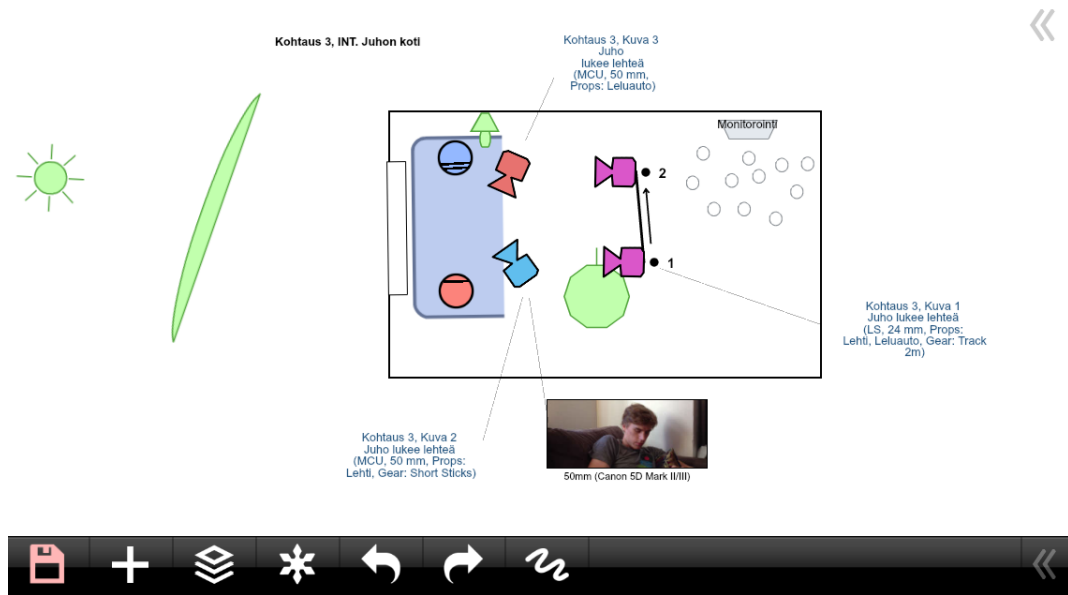 Kohtaus 3, INT. Juhon koti
Kohtaus 3, Kuva 3
Juho
lukee lehteä
(MCU, 50 mm,
Props: Leluauto)
Monitorointi
2
1
Kohtaus 3, Kuva 1
Juho lukee lehteä
(LS, 24 mm, Props:
Lehti, Leluauto, Gear: Track
2m)
Kohtaus 3, Kuva 2
Juho lukee lehteä
(MCU, 50 mm, Props:
Lehti, Gear: Short Sticks)
50mm (Canon 5D Mark II/III)